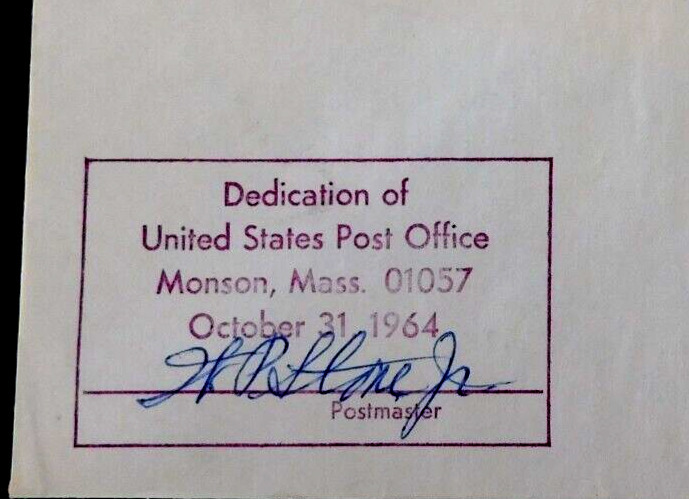 Dedication of
United States Post Office
Monson, Mass. 01057
October 31, 1964
Postmaster